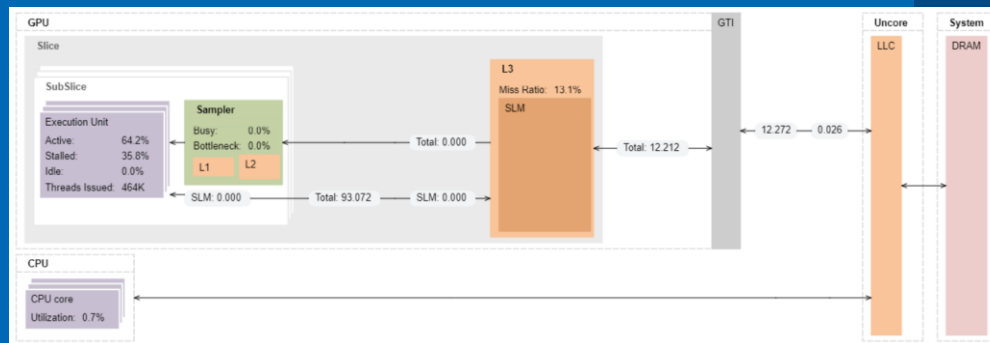 GPU
GTI
Uncore
System
Slice
LLC
DRAM
L3
Miss Ratio: 13.1%
SLM
SubSlice
Sampler
Busy: 0.0%
Bottleneck: 0.0%
L1
L2
Execution Unit
Active: 64.2%
Stalled: 35.8%
Idle: 0.0%
Threads Issued: 464K
Total: 0.000
Total: 12.212
12.272
0.026
SLM: 0.000
Total: 93.072
SLM: 0.000
CPU
CPU core
Utilization: 0.7%